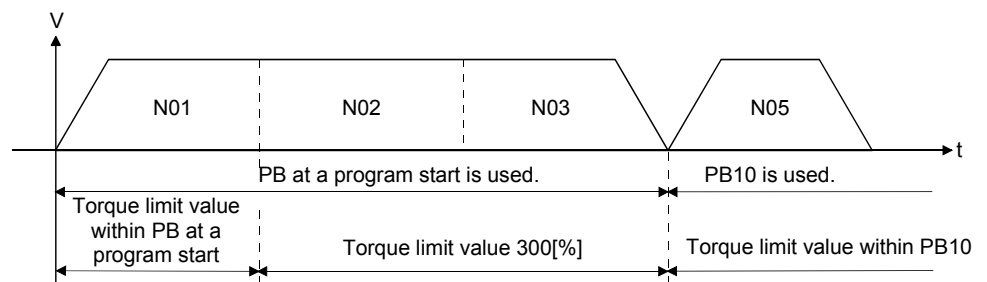 V
N01
N02
N03
N05
t
PB at a program start is used.
PB10 is used.
Torque limit value
within PB at a
program start
Torque limit value 300[%]
Torque limit value within PB10